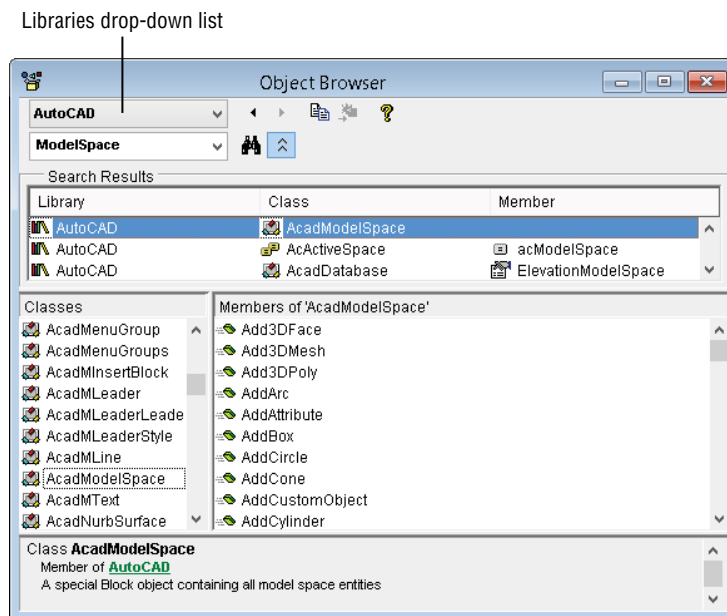 Libraries drop-down list
Object Browser
AutoCAD
ModelSpace
Search Results
Library Class Member
AutoCAD AcadModelSpace
AutoCAD AcActiveSpace acModelSpace
AutoCAD AcadDatabase ElevationModelSpace
Classes
AcadMenuGroup
AcadMenuGroups
AcadMInsertBlock
AcadMLeader
AcadMLeaderLeade
AcadMLeaderStyle
AcadMLine
AcadModelSpace
AcadMText
AcadNurbSurface
Members of 'AcadModelSpace'
Add3DFace
Add3DMesh
Add3DPoly
AddArc
AddAttribute
AddBox
AddCircle
AddCone
AddCustomObject
AddCylinder
Class AcadModelSpace
Member of AutoCAD
A special Block object containing all model space entities